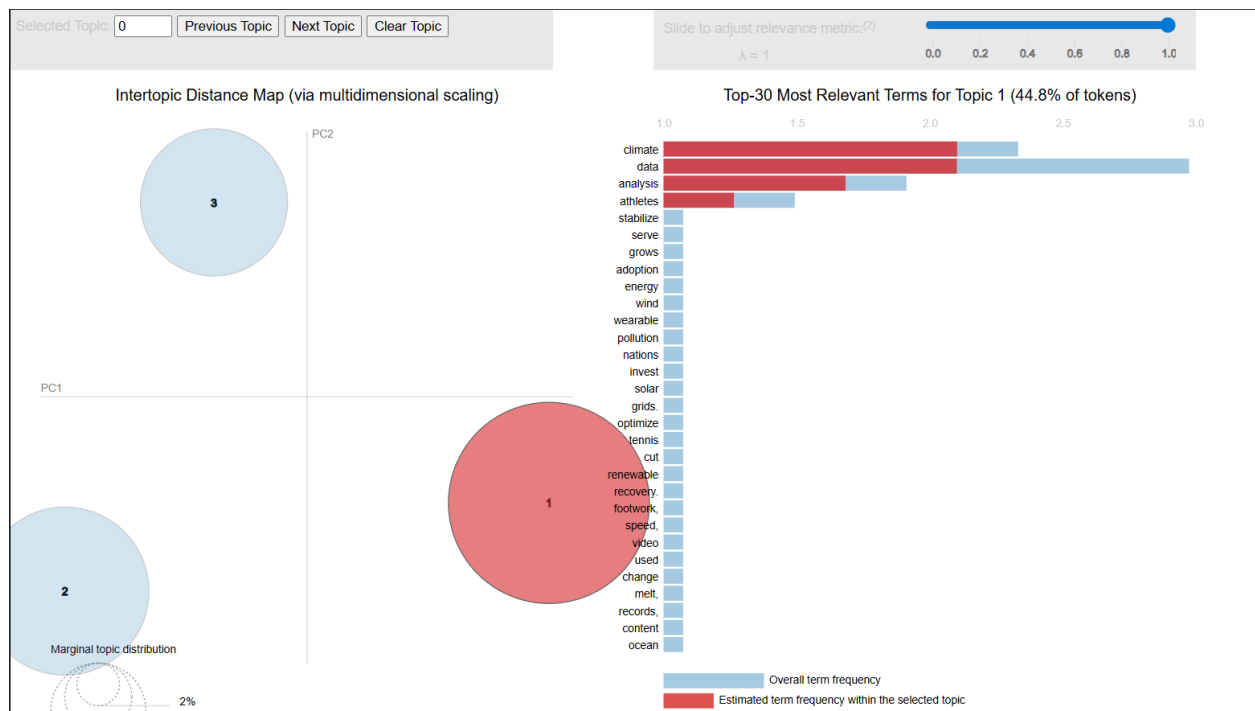 Selected Topic: 0 Previous Topic Next Topic Clear Topic
Slide to adjust relevance metric:(2)
λ = 1
0.0 0.2 0.4 0.6 0.8 1.0
Intertopic Distance Map (via multidimensional scaling)
PC2
PC1
3
1
2
Marginal topic distribution
2%
Top-30 Most Relevant Terms for Topic 1 (44.8% of tokens)
1.0 1.5 2.0 2.5 3.0
climate
data
analysis
athletes
stabilize
serve
grows
adoption
energy
wind
wearable
pollution
nations
invest
solar
grids.
optimize
tennis
cut
renewable
recovery.
footwork,
speed,
video
used
change
melt,
records,
content
ocean
Overall term frequency
Estimated term frequency within the selected topic